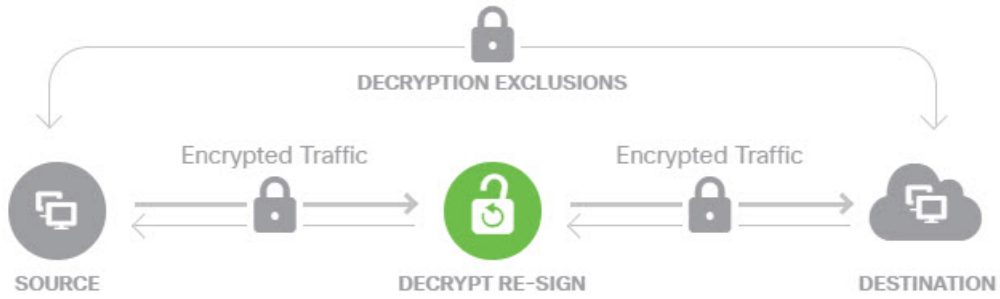 DECRYPTION EXCLUSIONS
Encrypted Traffic
Encrypted Traffic
SOURCE
DECRYPT RE-SIGN
DESTINATION